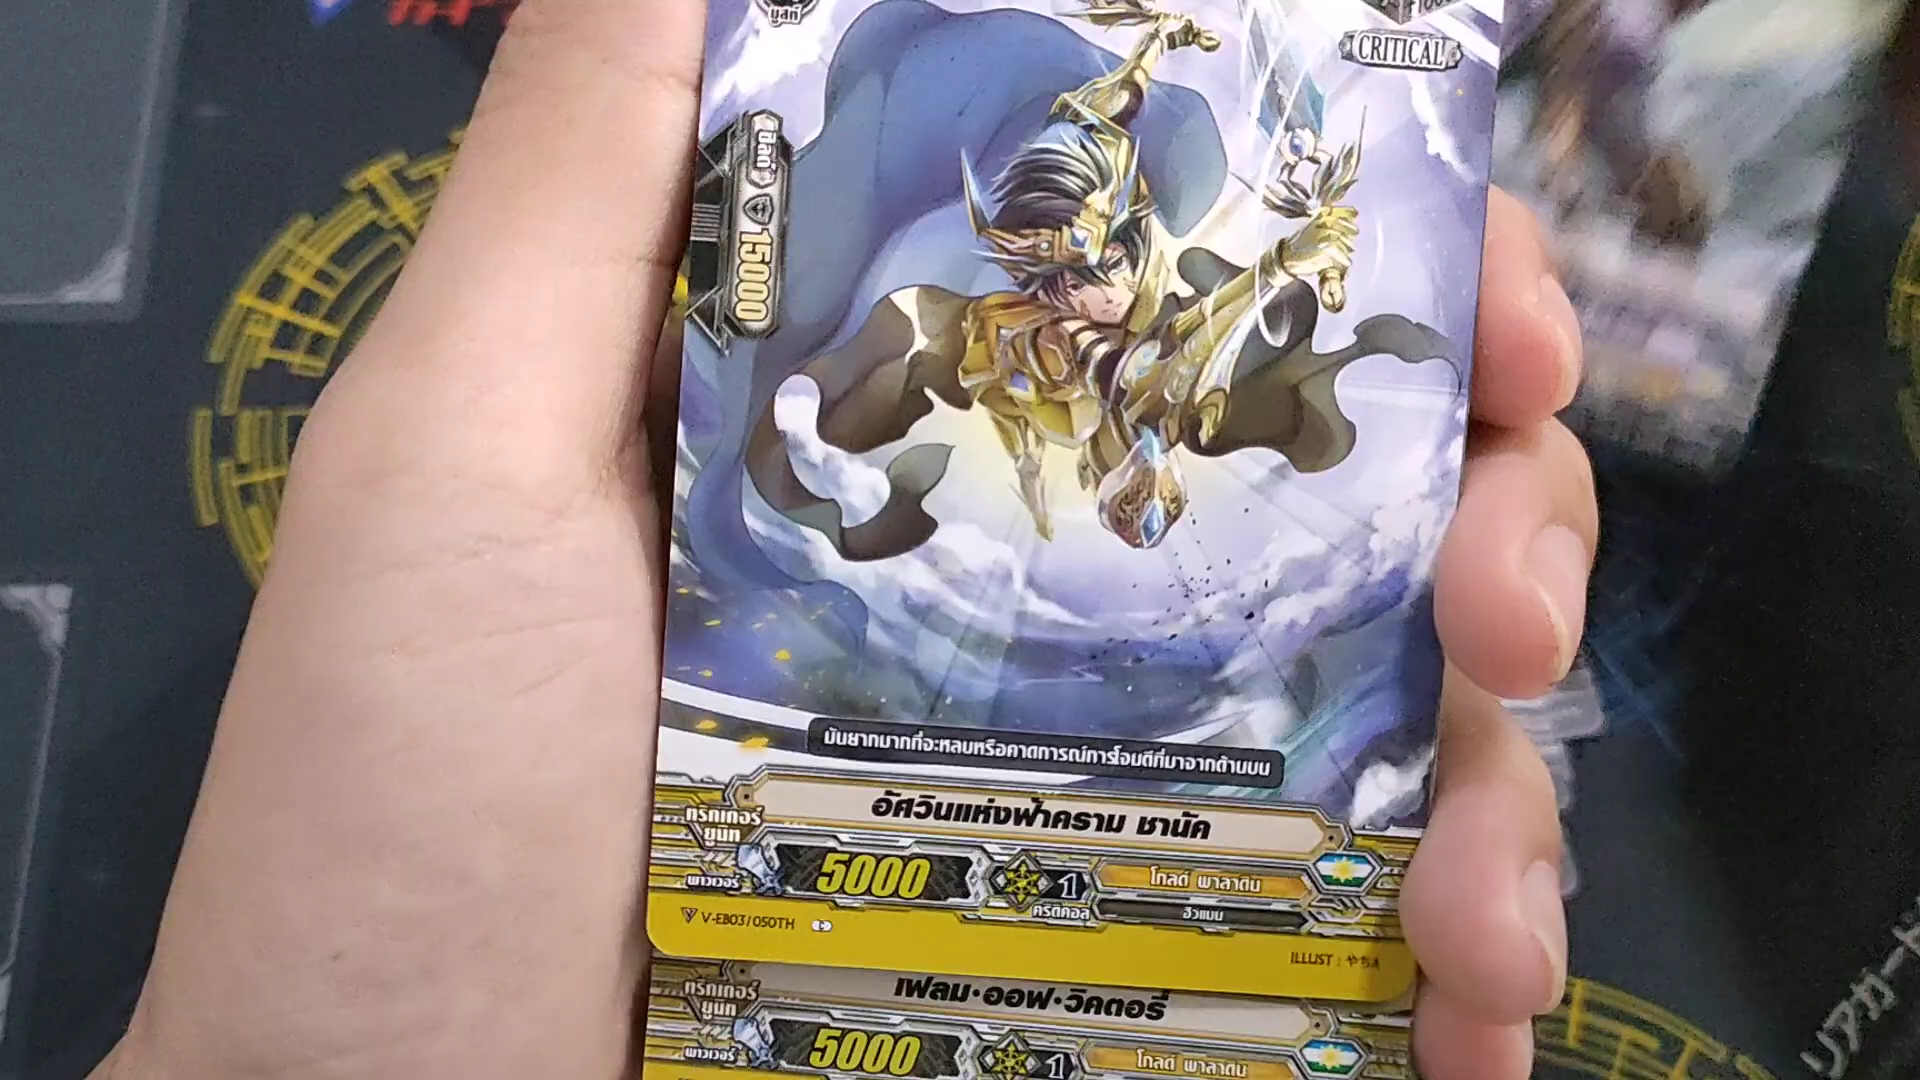 บูสท์
CRITICAL
ชีลด์
15000
มันยากมากที่จะหลบหรือคาดการณ์การโจมตีที่มาจากด้านบน
ทริกเกอร์
ยูนิท
อัศวินแห่งฟ้าคราม ชานัค
พาวเวอร์
5000
1
คริติคอล
โกลด์ พาลาดิน
ฮิวแมน
V-EB03/050TH
C
ILLUST : やちA
ทริกเกอร์
ยูนิท
เฟลม·ออฟ·วิคตอรี่
พาวเวอร์
5000
1
โกลด์ พาลาดิน
リアガード